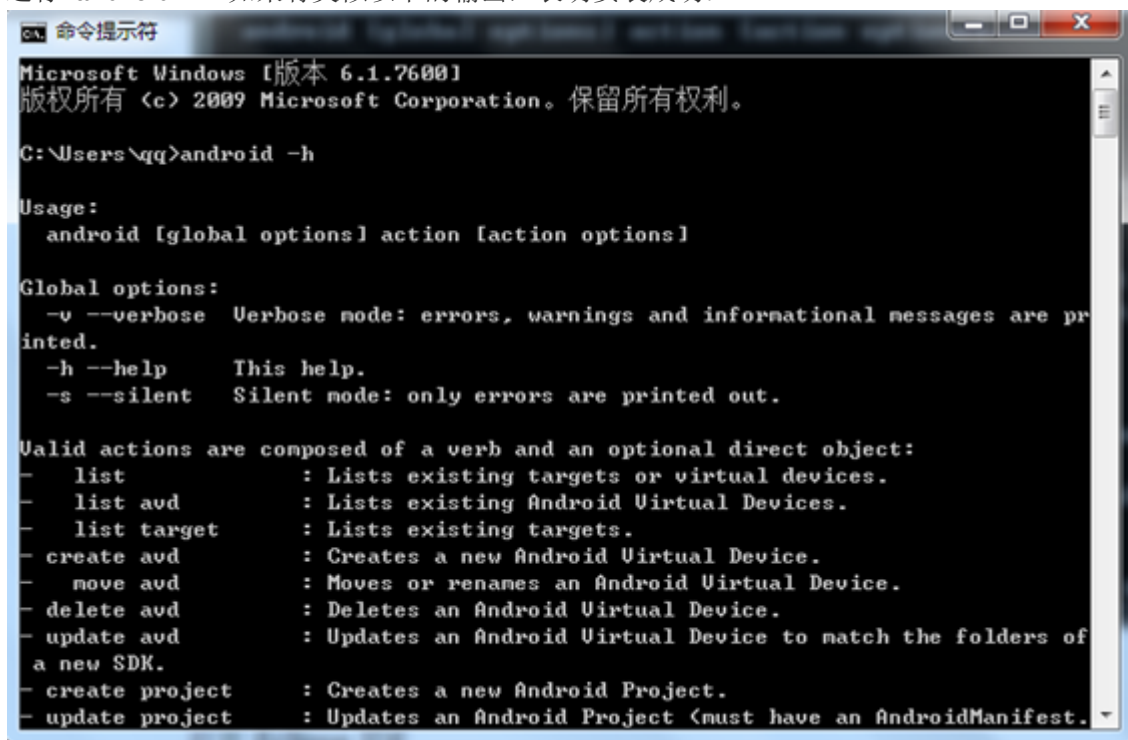 命令提示符
Microsoft Windows [版本 6.1.7600]
版权所有 (c) 2009 Microsoft Corporation。保留所有权利。
C:\Users\qq>android -h
Usage:
android [global options] action [action options]
Global options:
-v --verbose Verbose mode: errors, warnings and informational messages are pr
inted.
-h --help This help.
-s --silent Silent mode: only errors are printed out.
Valid actions are composed of a verb and an optional direct object:
- list : Lists existing targets or virtual devices.
- list avd : Lists existing Android Virtual Devices.
- list target : Lists existing targets.
- create avd : Creates a new Android Virtual Device.
- move avd : Moves or renames an Android Virtual Device.
- delete avd : Deletes an Android Virtual Device.
- update avd : Updates an Android Virtual Device to match the folders of
a new SDK.
- create project : Creates a new Android Project.
- update project : Updates an Android Project (must have an AndroidManifest.